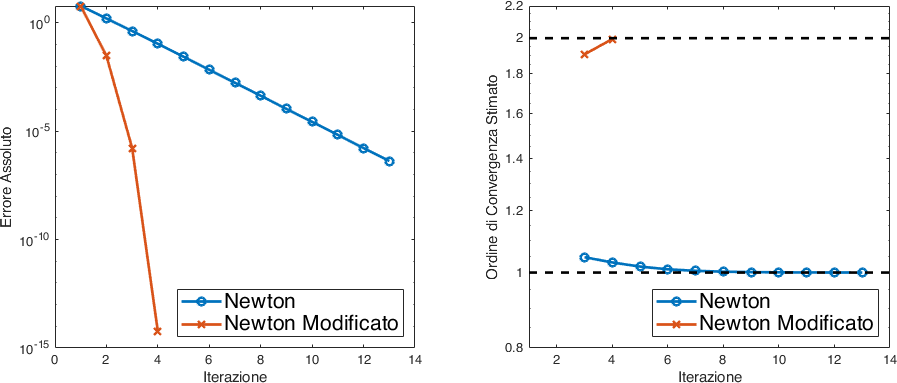 10^0
10^-5
10^-10
10^-15
Errore Assoluto
0 2 4 6 8 10 12 14
Iterazione
Newton
Newton Modificato
2.2
2
1.8
1.6
1.4
1.2
1
0.8
Ordine di Convergenza Stimato
2 4 6 8 10 12 14
Iterazione
Newton
Newton Modificato